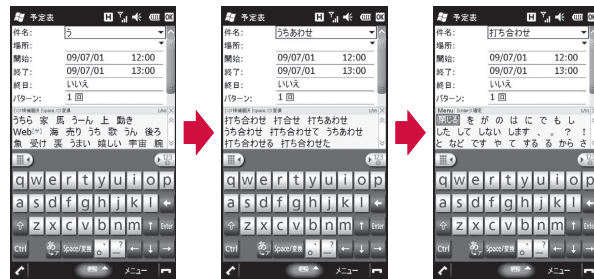 予定表
件名: う
場所:
開始: 09/07/01 12:00
終了: 09/07/01 13:00
終日: いいえ
パターン: 1 回
うちら 家 馬 うーん 上 動き
Web 海 売り うち 歌 うん 後ろ
魚 受け 裏 うまい 嬉しい 宇宙 腕
123
q w e r t y u i o p
a s d f g h j k l
z x c v b n m Enter
Ctrl あ Space/変換 、 。 ?
メニュー
予定表
件名: うちあわせ
場所:
開始: 09/07/01 12:00
終了: 09/07/01 13:00
終日: いいえ
パターン: 1 回
打ち合わせ 打合せ 打ちあわせ
うち合わせ 打ち合わせて うちあわせ
打ち合わせる 打ち合わせた
123
q w e r t y u i o p
a s d f g h j k l
z x c v b n m Enter
Ctrl あ Space/変換 、 。 ?
メニュー
予定表
件名: 打ち合わせ
場所:
開始: 09/07/01 12:00
終了: 09/07/01 13:00
終日: いいえ
パターン: 1 回
閉じる を が の は に で も し
した して しない します 、 。 ? !
と など です や て する る から さ
123
q w e r t y u i o p
a s d f g h j k l
z x c v b n m Enter
Ctrl あ Space/変換 、 。 ?
メニュー